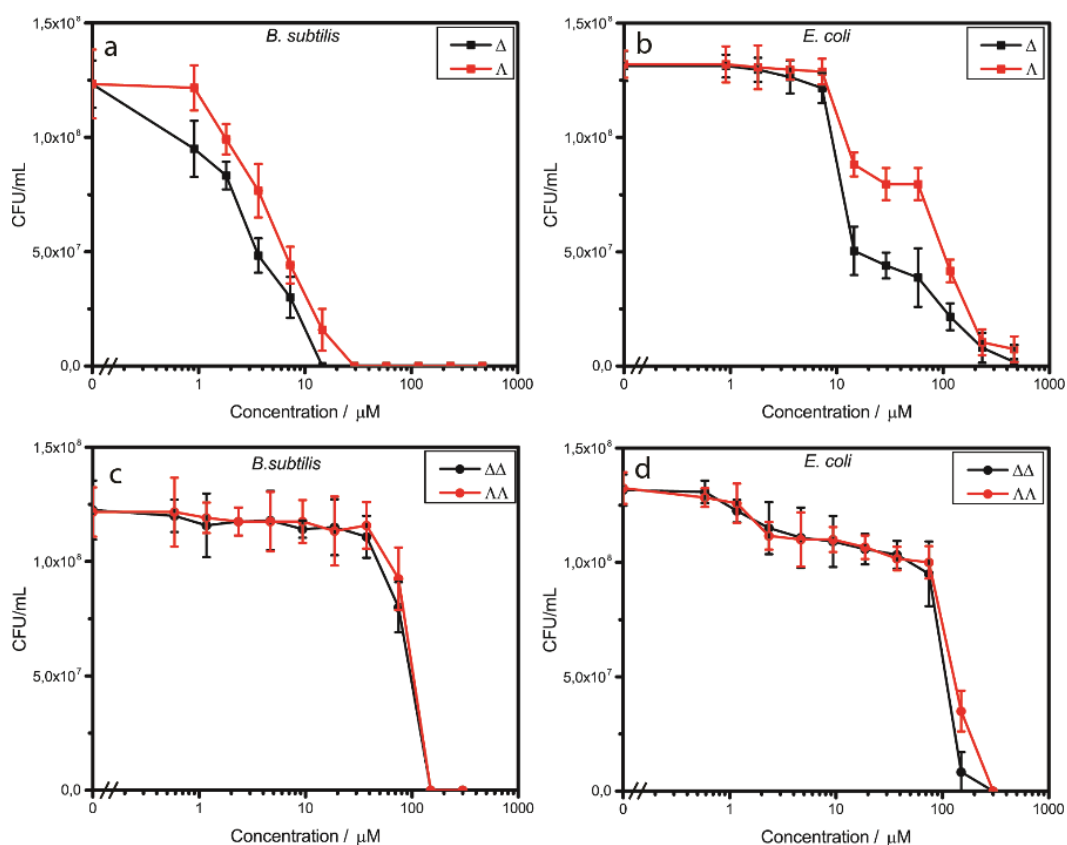 a
B. subtilis
Δ
Λ
CFU/mL
1,5x10⁸
1,0x10⁸
5,0x10⁷
0,0
0 1 10 100 1000
Concentration / μM
b
E. coli
Δ
Λ
CFU/mL
1,5x10⁸
1,0x10⁸
5,0x10⁷
0,0
0 1 10 100 1000
Concentration / μM
c
B.subtilis
ΔΔ
ΛΛ
CFU/mL
1,5x10⁸
1,0x10⁸
5,0x10⁷
0,0
0 1 10 100 1000
Concentration / μM
d
E. coli
ΔΔ
ΛΛ
CFU/mL
1,5x10⁸
1,0x10⁸
5,0x10⁷
0,0
0 1 10 100 1000
Concentration / μM